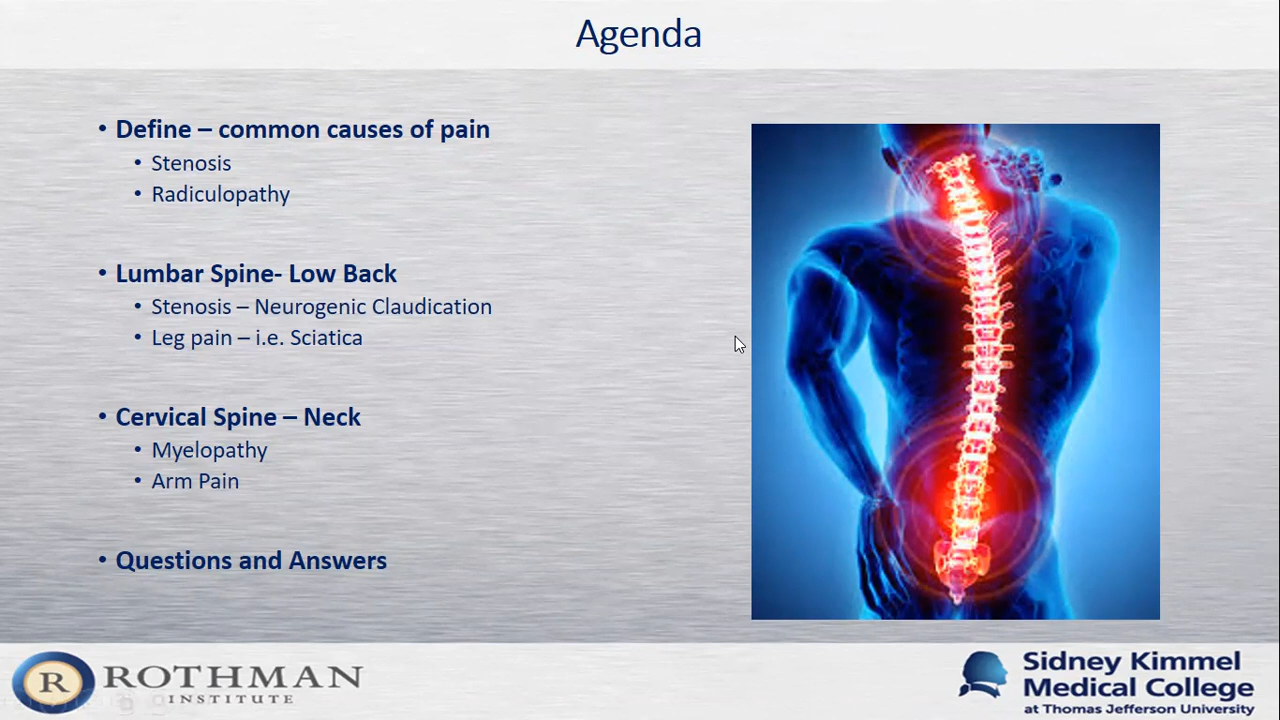 Agenda
• Define – common causes of pain
• Stenosis
• Radiculopathy
• Lumbar Spine- Low Back
• Stenosis – Neurogenic Claudication
• Leg pain – i.e. Sciatica
• Cervical Spine – Neck
• Myelopathy
• Arm Pain
• Questions and Answers
R ROTHMAN
INSTITUTE
Sidney Kimmel
Medical College
at Thomas Jefferson University